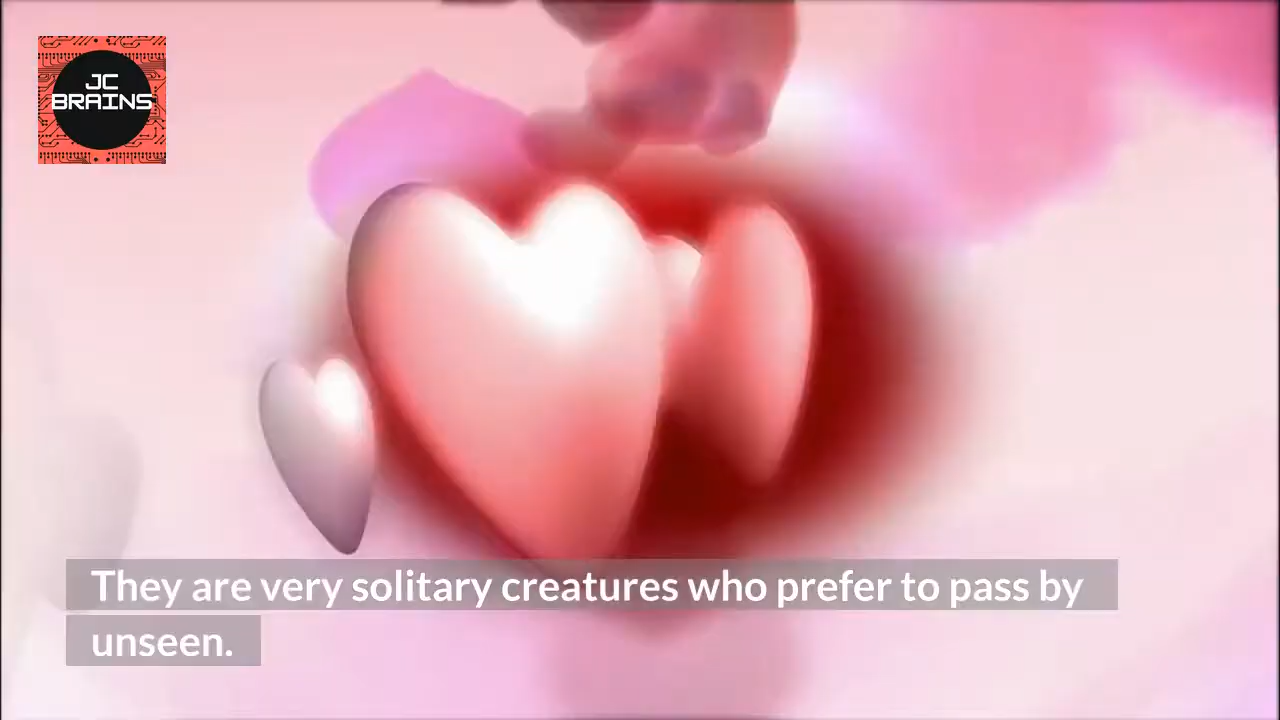 JC
BRAINS
They are very solitary creatures who prefer to pass by
unseen.